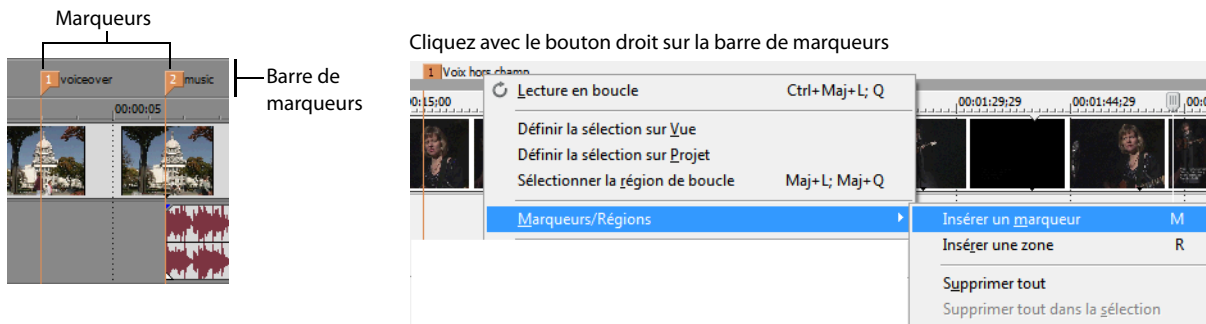 Marqueurs
1 voiceover
2 music
Barre de
marqueurs
00:00:05
Cliquez avec le bouton droit sur la barre de marqueurs
1 Voix hors champ
0:15;00
00:01:29;29
00:01:44;29
Lecture en boucle Ctrl+Maj+L; Q
Définir la sélection sur Vue
Définir la sélection sur Projet
Sélectionner la région de boucle Maj+L; Maj+Q
Marqueurs/Régions
Insérer un marqueur M
Insérer une zone R
Supprimer tout
Supprimer tout dans la sélection